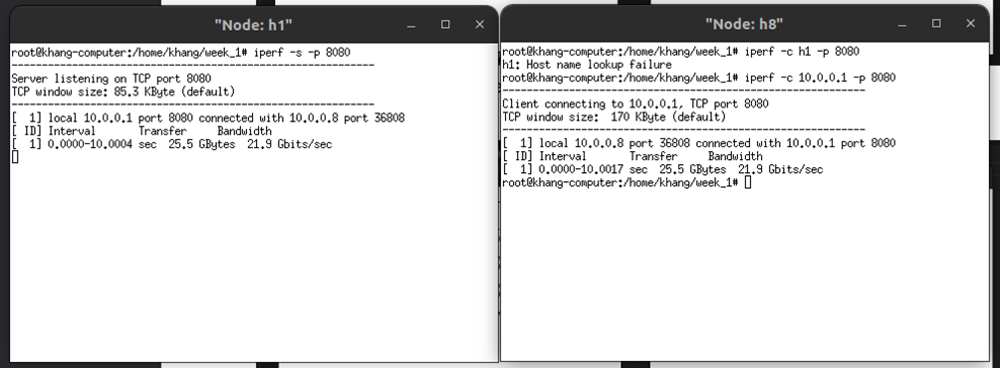 "Node: h1"
root@khang-computer:/home/khang/week_1# iperf -s -p 8080
------------------------------------------------------------
Server listening on TCP port 8080
TCP window size: 85.3 KByte (default)
------------------------------------------------------------
[  1] local 10.0.0.1 port 8080 connected with 10.0.0.8 port 36808
[ ID] Interval       Transfer     Bandwidth
[  1] 0.0000-10.0004 sec  25.5 GBytes  21.9 Gbits/sec
"Node: h8"
root@khang-computer:/home/khang/week_1# iperf -c h1 -p 8080
h1: Host name lookup failure
root@khang-computer:/home/khang/week_1# iperf -c 10.0.0.1 -p 8080
------------------------------------------------------------
Client connecting to 10.0.0.1, TCP port 8080
TCP window size:  170 KByte (default)
------------------------------------------------------------
[  1] local 10.0.0.8 port 36808 connected with 10.0.0.1 port 8080
[ ID] Interval       Transfer     Bandwidth
[  1] 0.0000-10.0017 sec  25.5 GBytes  21.9 Gbits/sec
root@khang-computer:/home/khang/week_1#